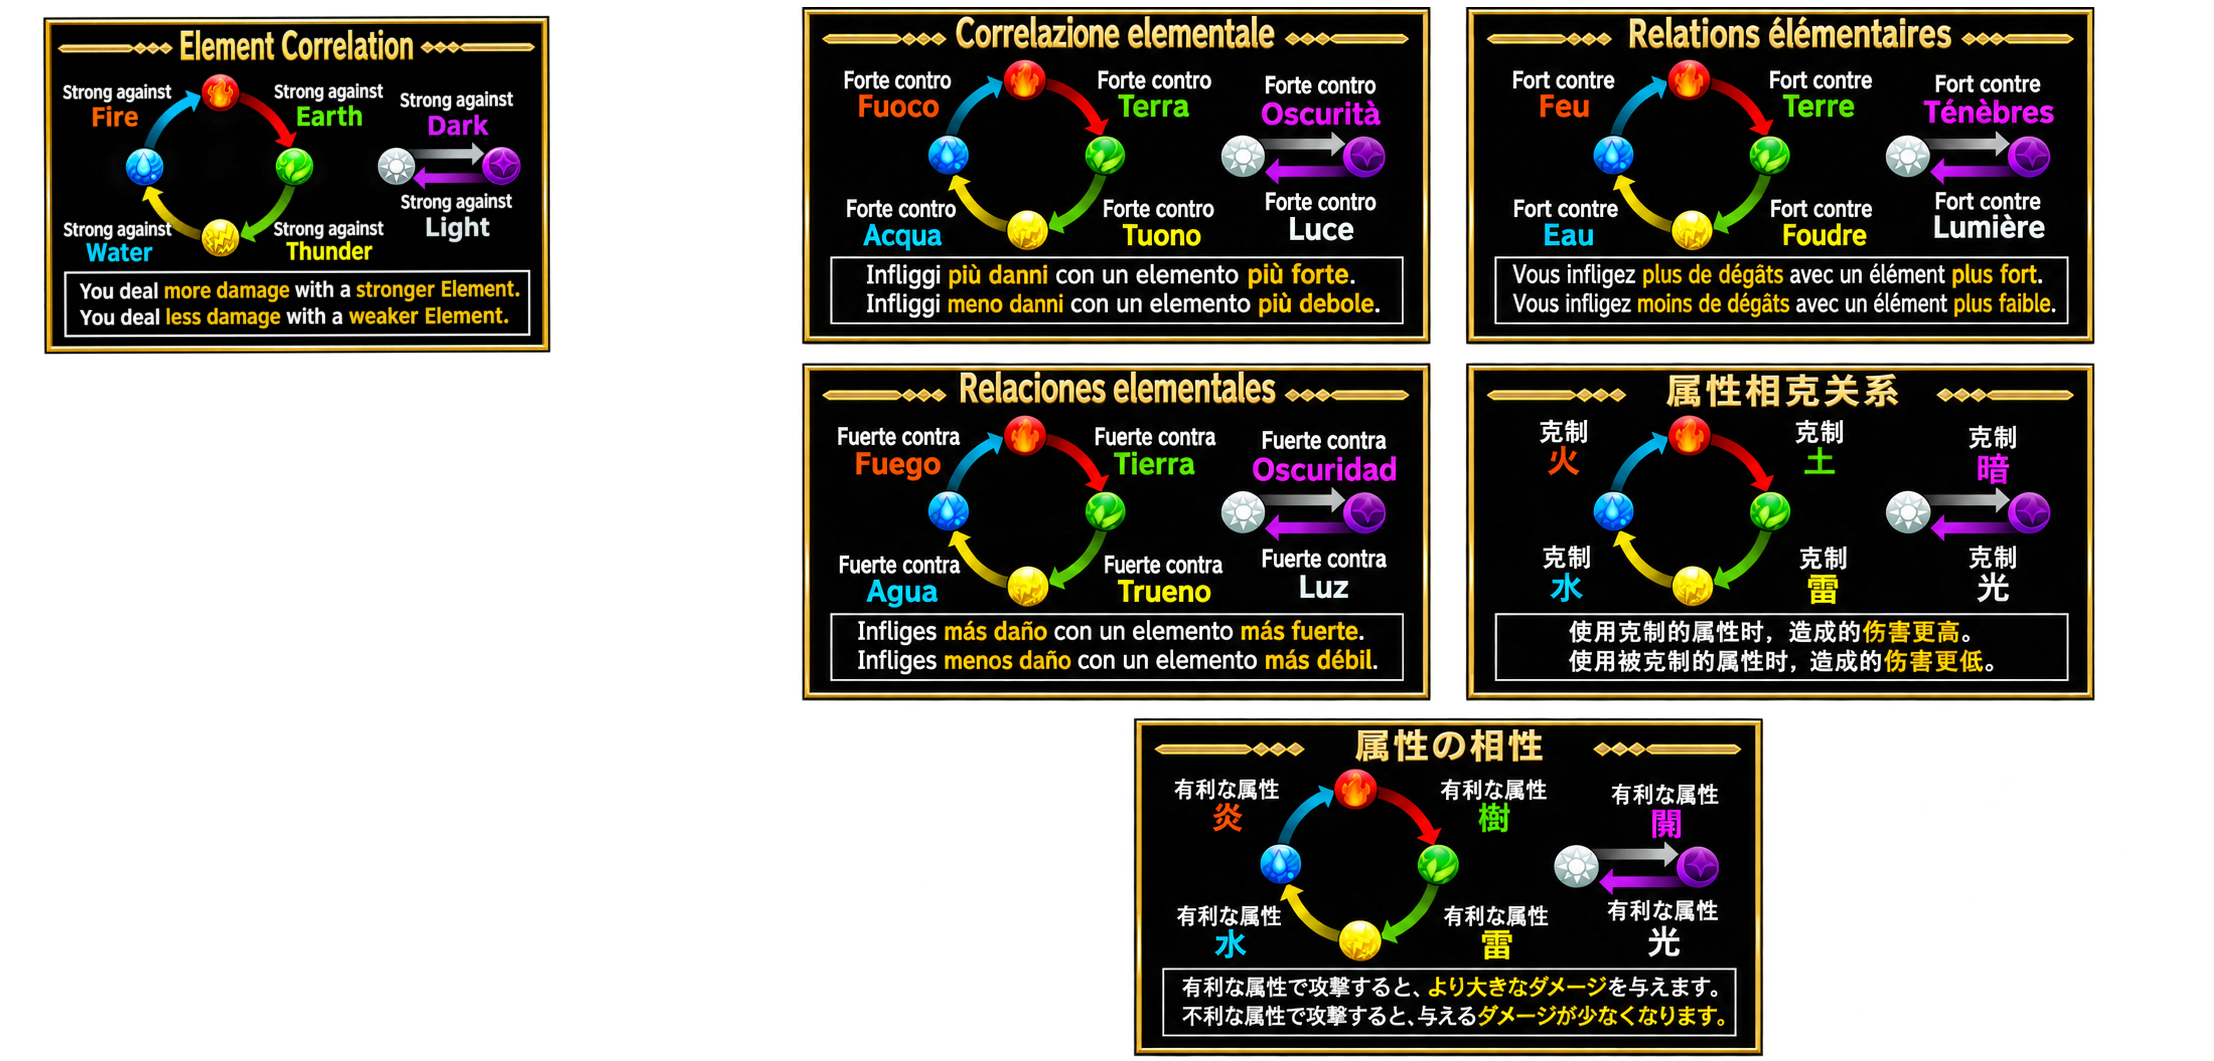 Element Correlation
Strong against
Fire
Strong against
Earth
Strong against
Dark
Strong against
Water
Strong against
Thunder
Strong against
Light
You deal more damage with a stronger Element.
You deal less damage with a weaker Element.
Correlazione elementale
Forte contro
Fuoco
Forte contro
Terra
Forte contro
Oscurità
Forte contro
Acqua
Forte contro
Tuono
Forte contro
Luce
Infliggi più danni con un elemento più forte.
Infliggi meno danni con un elemento più debole.
Relations élémentaires
Fort contre
Feu
Fort contre
Terre
Fort contre
Ténèbres
Fort contre
Eau
Fort contre
Foudre
Fort contre
Lumière
Vous infligez plus de dégâts avec un élément plus fort.
Vous infligez moins de dégâts avec un élément plus faible.
Relaciones elementales
Fuerte contra
Fuego
Fuerte contra
Tierra
Fuerte contra
Oscuridad
Fuerte contra
Agua
Fuerte contra
Trueno
Fuerte contra
Luz
Infliges más daño con un elemento más fuerte.
Infliges menos daño con un elemento más débil.
属性相克关系
克制
火
克制
土
克制
暗
克制
水
克制
雷
克制
光
使用克制的属性时，造成的伤害更高。
使用被克制的属性时，造成的伤害更低。
属性の相性
有利な属性
炎
有利な属性
樹
有利な属性
開
有利な属性
水
有利な属性
雷
有利な属性
光
有利な属性で攻撃すると、より大きなダメージを与えます。
不利な属性で攻撃すると、与えるダメージが少なくなります。